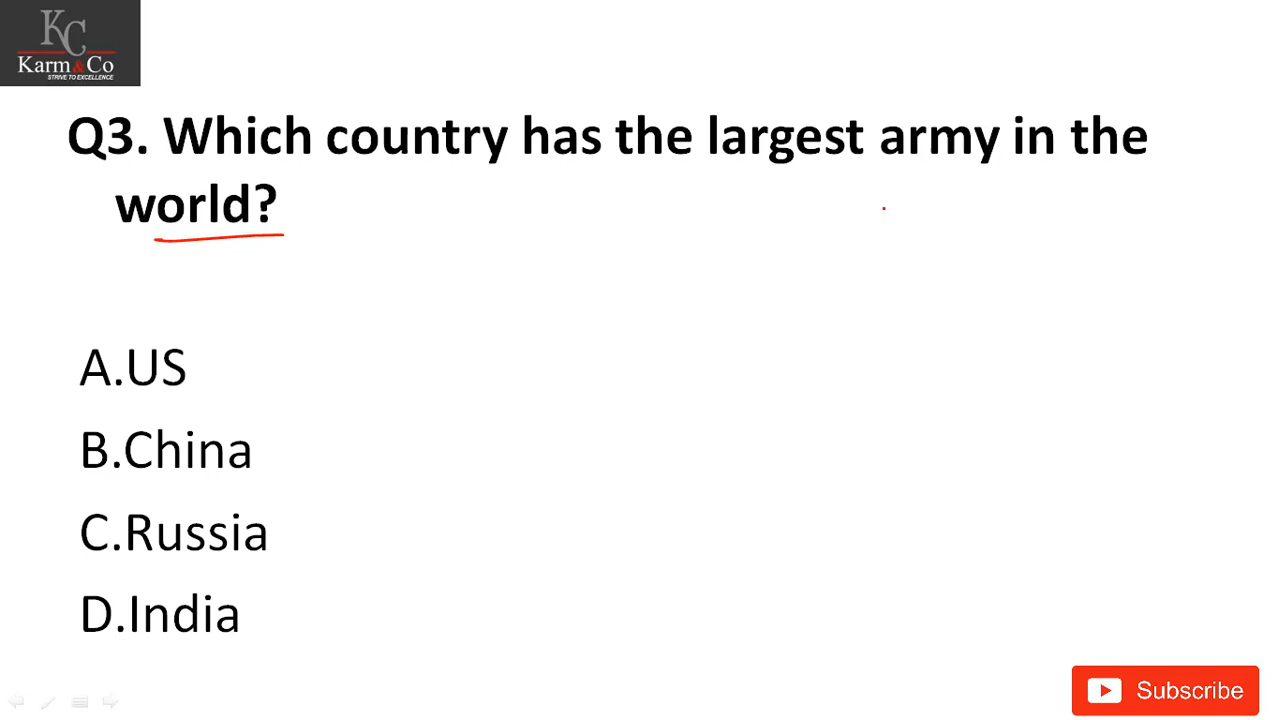 KC
Karm&Co
STRIVE TO EXCELLENCE
Q3. Which country has the largest army in the
world?
A.US
B.China
C.Russia
D.India
Subscribe